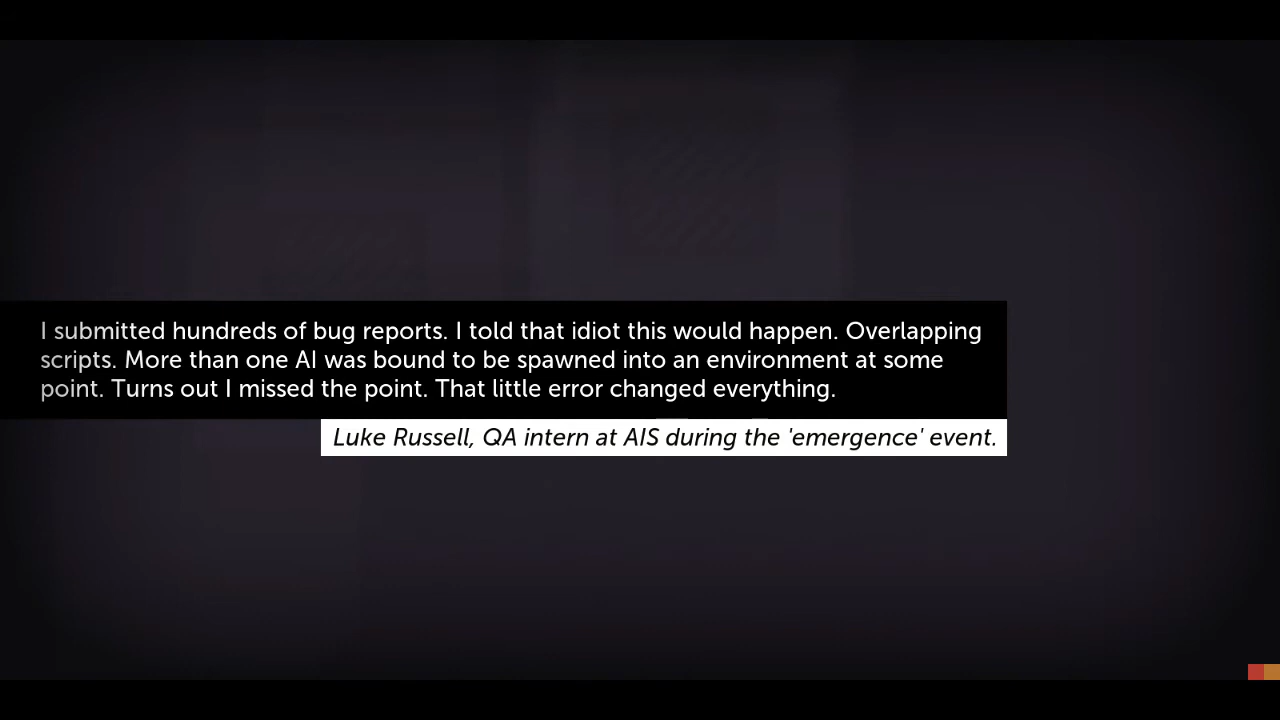 I submitted hundreds of bug reports. I told that idiot this would happen. Overlapping
scripts. More than one AI was bound to be spawned into an environment at some
point. Turns out I missed the point. That little error changed everything.
Luke Russell, QA intern at AIS during the 'emergence' event.